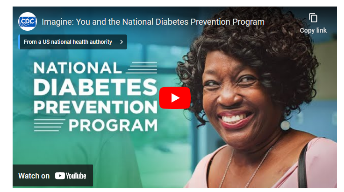 CDC
Imagine: You and the National Diabetes Prevention Program
Copy link
From a US national health authority
NATIONAL
DIABETES
PREVENTION
PROGRAM
Watch on YouTube